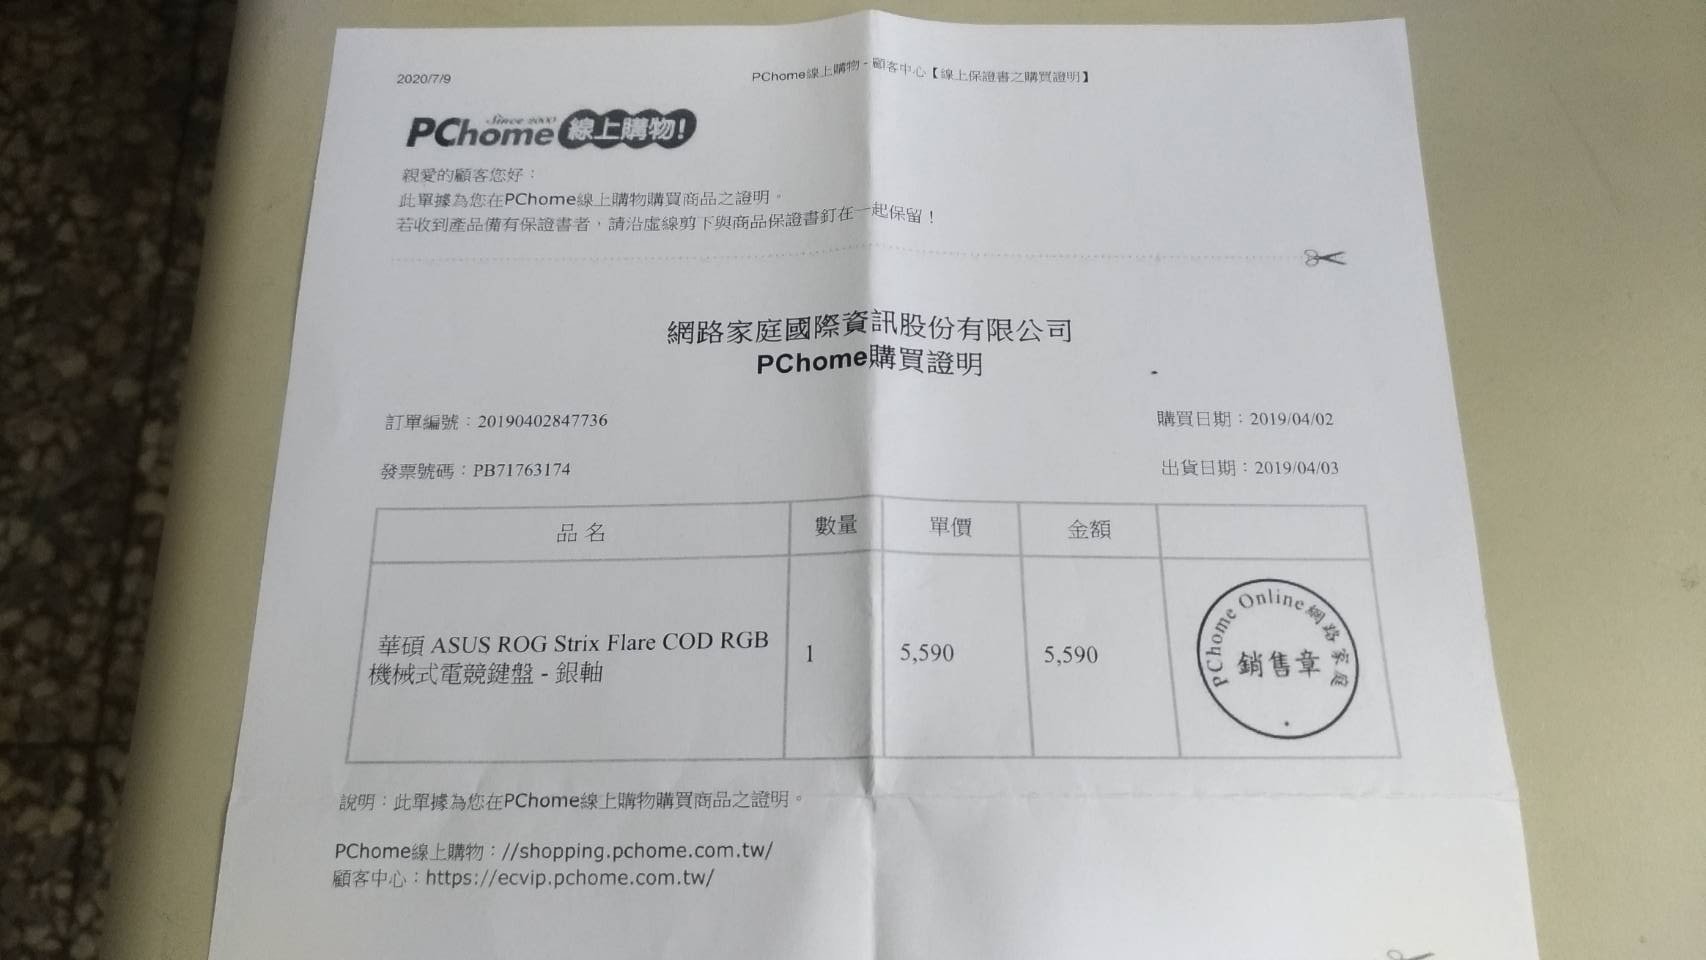 2020/7/9
PChome線上購物 - 顧客中心【線上保證書之購買證明】
Since 2000
PChome線上購物!
親愛的顧客您好：
此單據為您在PChome線上購物購買商品之證明。
若收到產品備有保證書者，請沿虛線剪下與商品保證書釘在一起保留！
網路家庭國際資訊股份有限公司
PChome購買證明
訂單編號：20190402847736
購買日期：2019/04/02
發票號碼：PB71763174
出貨日期：2019/04/03
品 名 數量 單價 金額
華碩 ASUS ROG Strix Flare COD RGB
機械式電競鍵盤 - 銀軸
1 5,590 5,590
PChome Online網路家庭
銷售章
說明：此單據為您在PChome線上購物購買商品之證明。
PChome線上購物：//shopping.pchome.com.tw/
顧客中心：https://ecvip.pchome.com.tw/